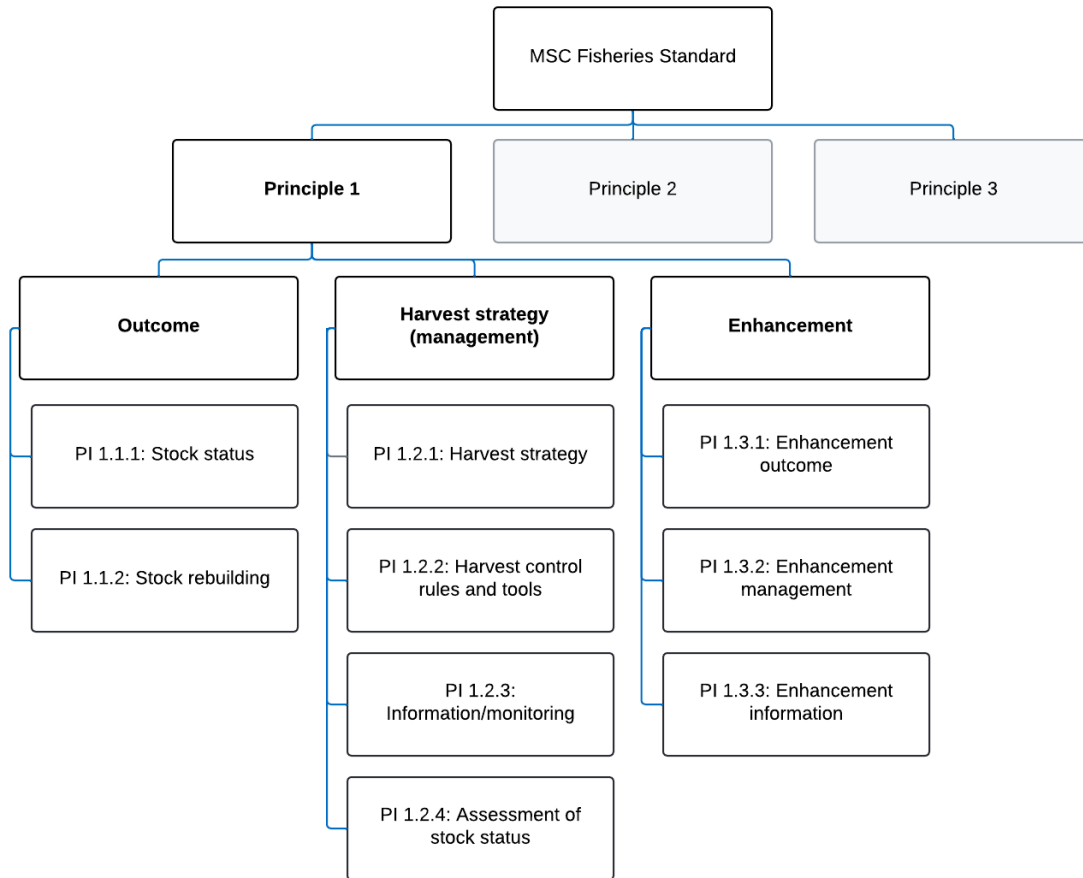 MSC Fisheries Standard
Principle 1
Principle 2
Principle 3
Outcome
Harvest strategy
(management)
Enhancement
PI 1.1.1: Stock status
PI 1.2.1: Harvest strategy
PI 1.3.1: Enhancement
outcome
PI 1.1.2: Stock rebuilding
PI 1.2.2: Harvest control
rules and tools
PI 1.3.2: Enhancement
management
PI 1.2.3:
Information/monitoring
PI 1.3.3: Enhancement
information
PI 1.2.4: Assessment of
stock status